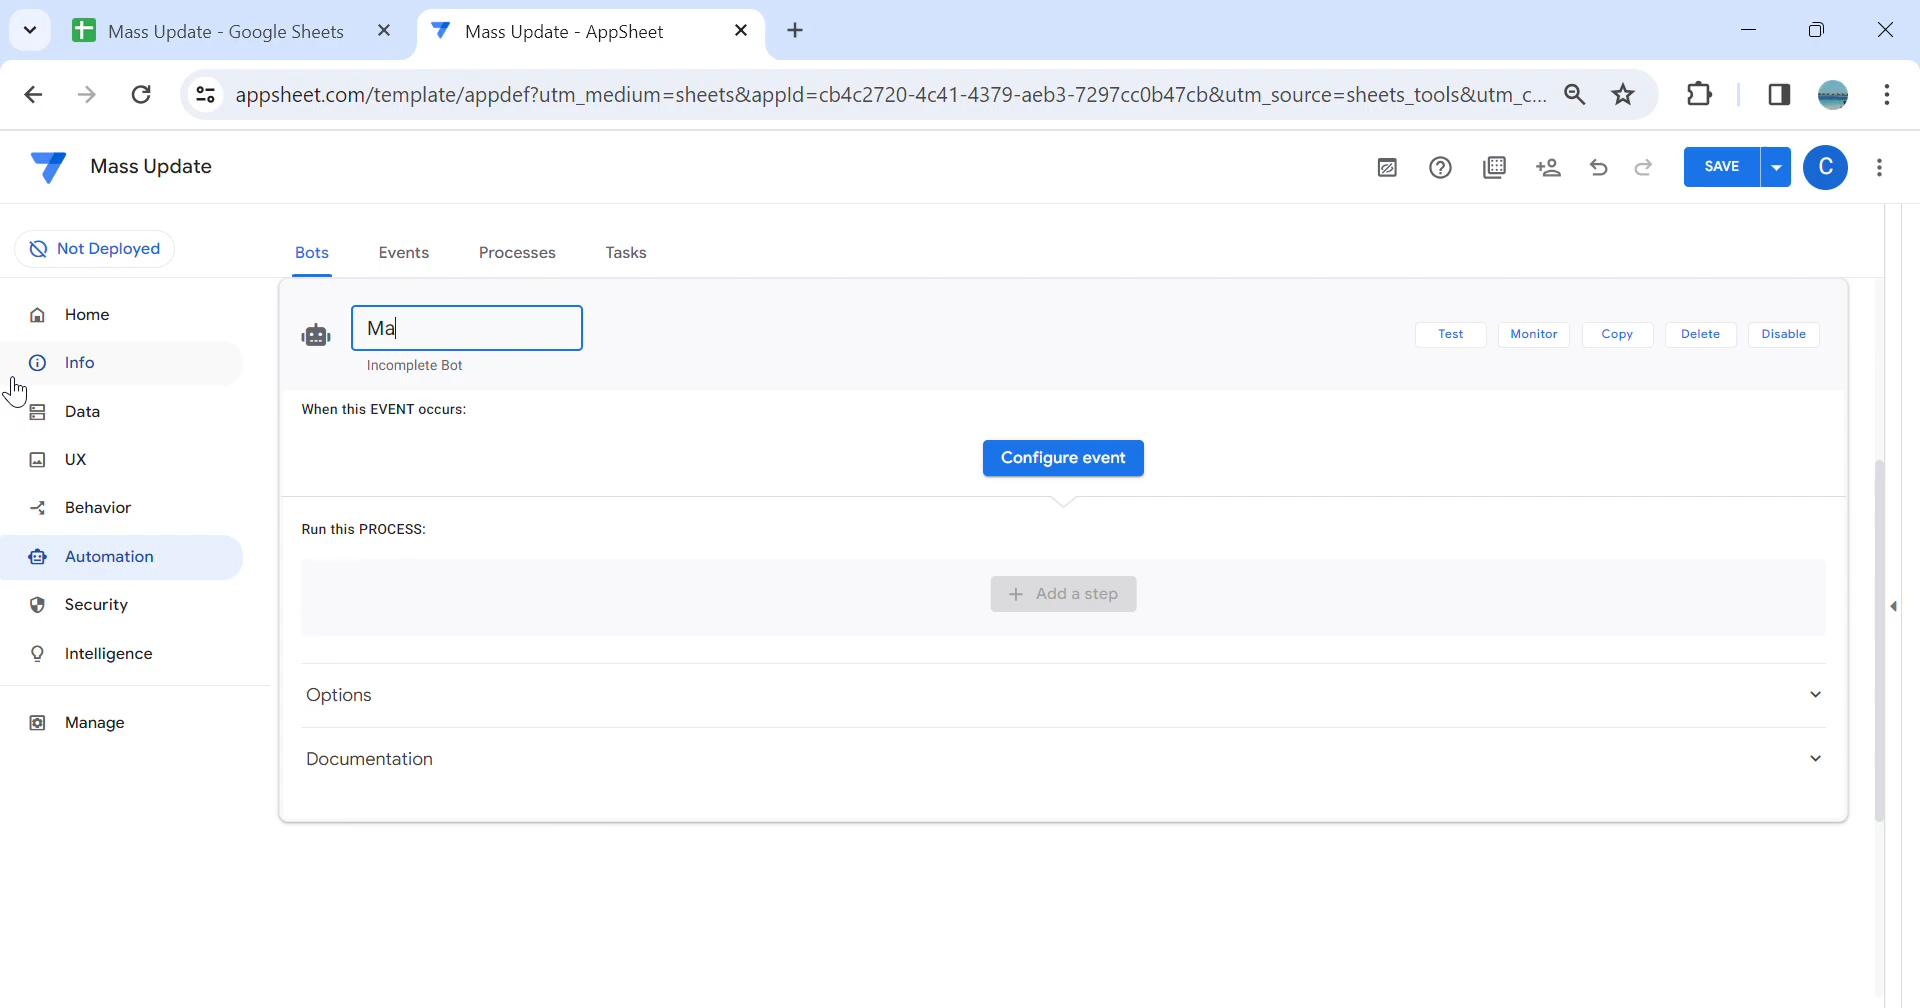 Mass Update - Google Sheets
Mass Update - AppSheet
appsheet.com/template/appdef?utm_medium=sheets&appId=cb4c2720-4c41-4379-aeb3-7297cc0b47cb&utm_source=sheets_tools&utm_c...
Mass Update
SAVE
C
Not Deployed
Bots
Events
Processes
Tasks
Home
Info
Data
UX
Behavior
Automation
Security
Intelligence
Manage
Ma
Incomplete Bot
Test
Monitor
Copy
Delete
Disable
When this EVENT occurs:
Configure event
Run this PROCESS:
+ Add a step
Options
Documentation